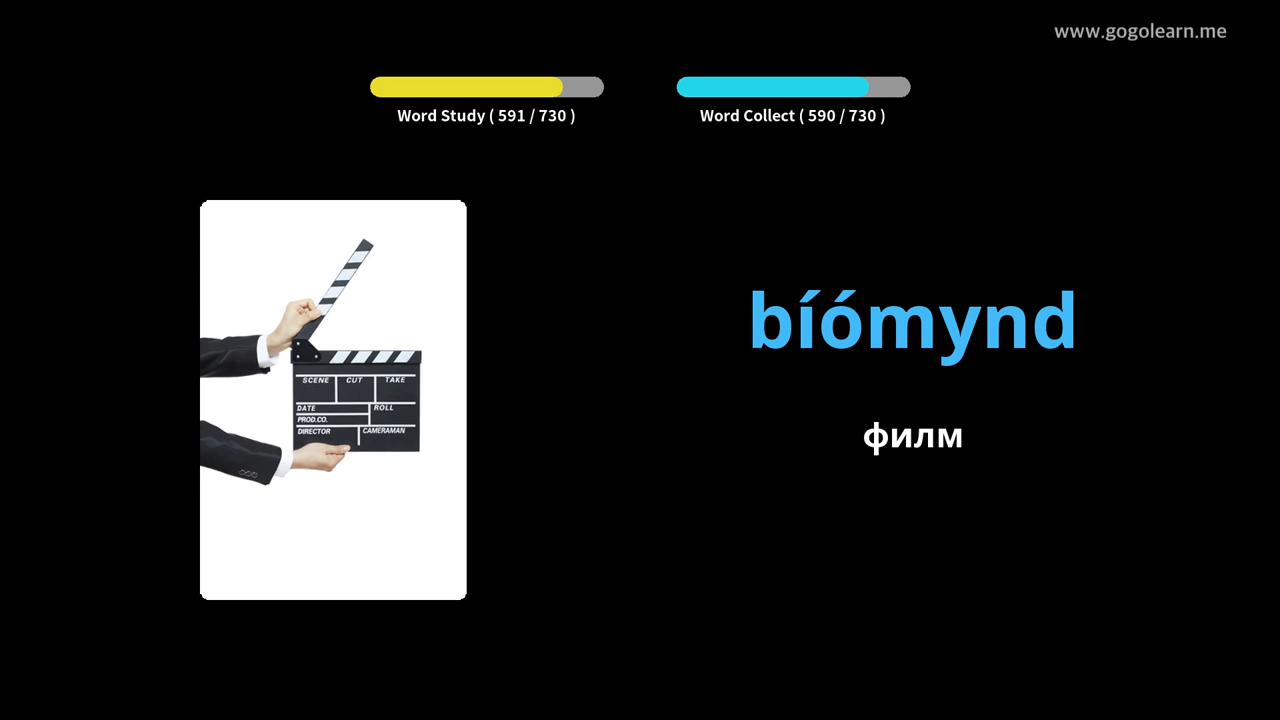 www.gogolearn.me
Word Study ( 591 / 730 )
Word Collect ( 590 / 730 )
bíómynd
филм
SCENE CUT TAKE
DATE ROLL
PROD.CO.
DIRECTOR CAMERAMAN